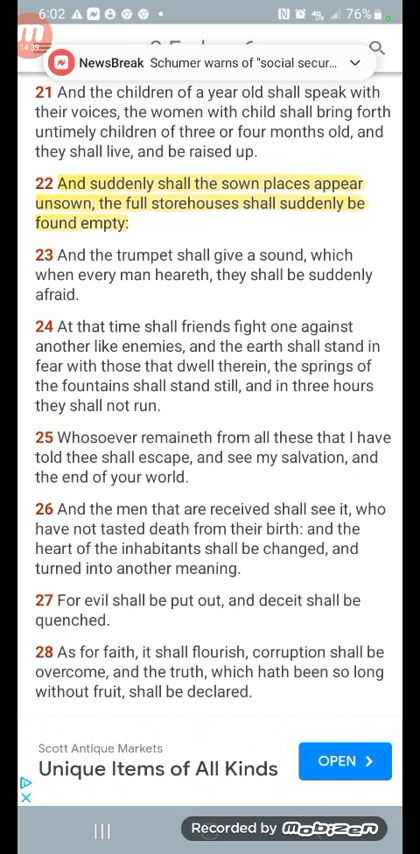 6:02
76%
14:39
NewsBreak Schumer warns of "social secur...
21 And the children of a year old shall speak with
their voices, the women with child shall bring forth
untimely children of three or four months old, and
they shall live, and be raised up.
22 And suddenly shall the sown places appear
unsown, the full storehouses shall suddenly be
found empty:
23 And the trumpet shall give a sound, which
when every man heareth, they shall be suddenly
afraid.
24 At that time shall friends fight one against
another like enemies, and the earth shall stand in
fear with those that dwell therein, the springs of
the fountains shall stand still, and in three hours
they shall not run.
25 Whosoever remaineth from all these that I have
told thee shall escape, and see my salvation, and
the end of your world.
26 And the men that are received shall see it, who
have not tasted death from their birth: and the
heart of the inhabitants shall be changed, and
turned into another meaning.
27 For evil shall be put out, and deceit shall be
quenched.
28 As for faith, it shall flourish, corruption shall be
overcome, and the truth, which hath been so long
without fruit, shall be declared.
Scott Antique Markets
Unique Items of All Kinds
OPEN
Recorded by mobizen